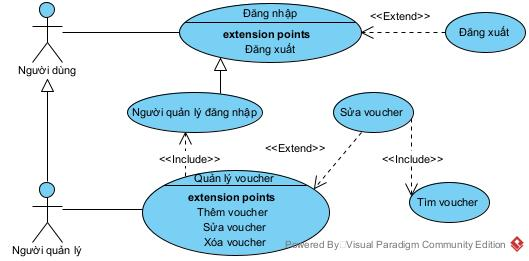 Đăng nhập
extension points
Đăng xuất
<<Extend>>
Đăng xuất
Người dùng
Người quản lý đăng nhập
Sửa voucher
<<Extend>>
<<Include>>
<<Include>>
Quản lý voucher
extension points
Thêm voucher
Sửa voucher
Xóa voucher
Tìm voucher
Người quản lý
Powered By Visual Paradigm Community Edition